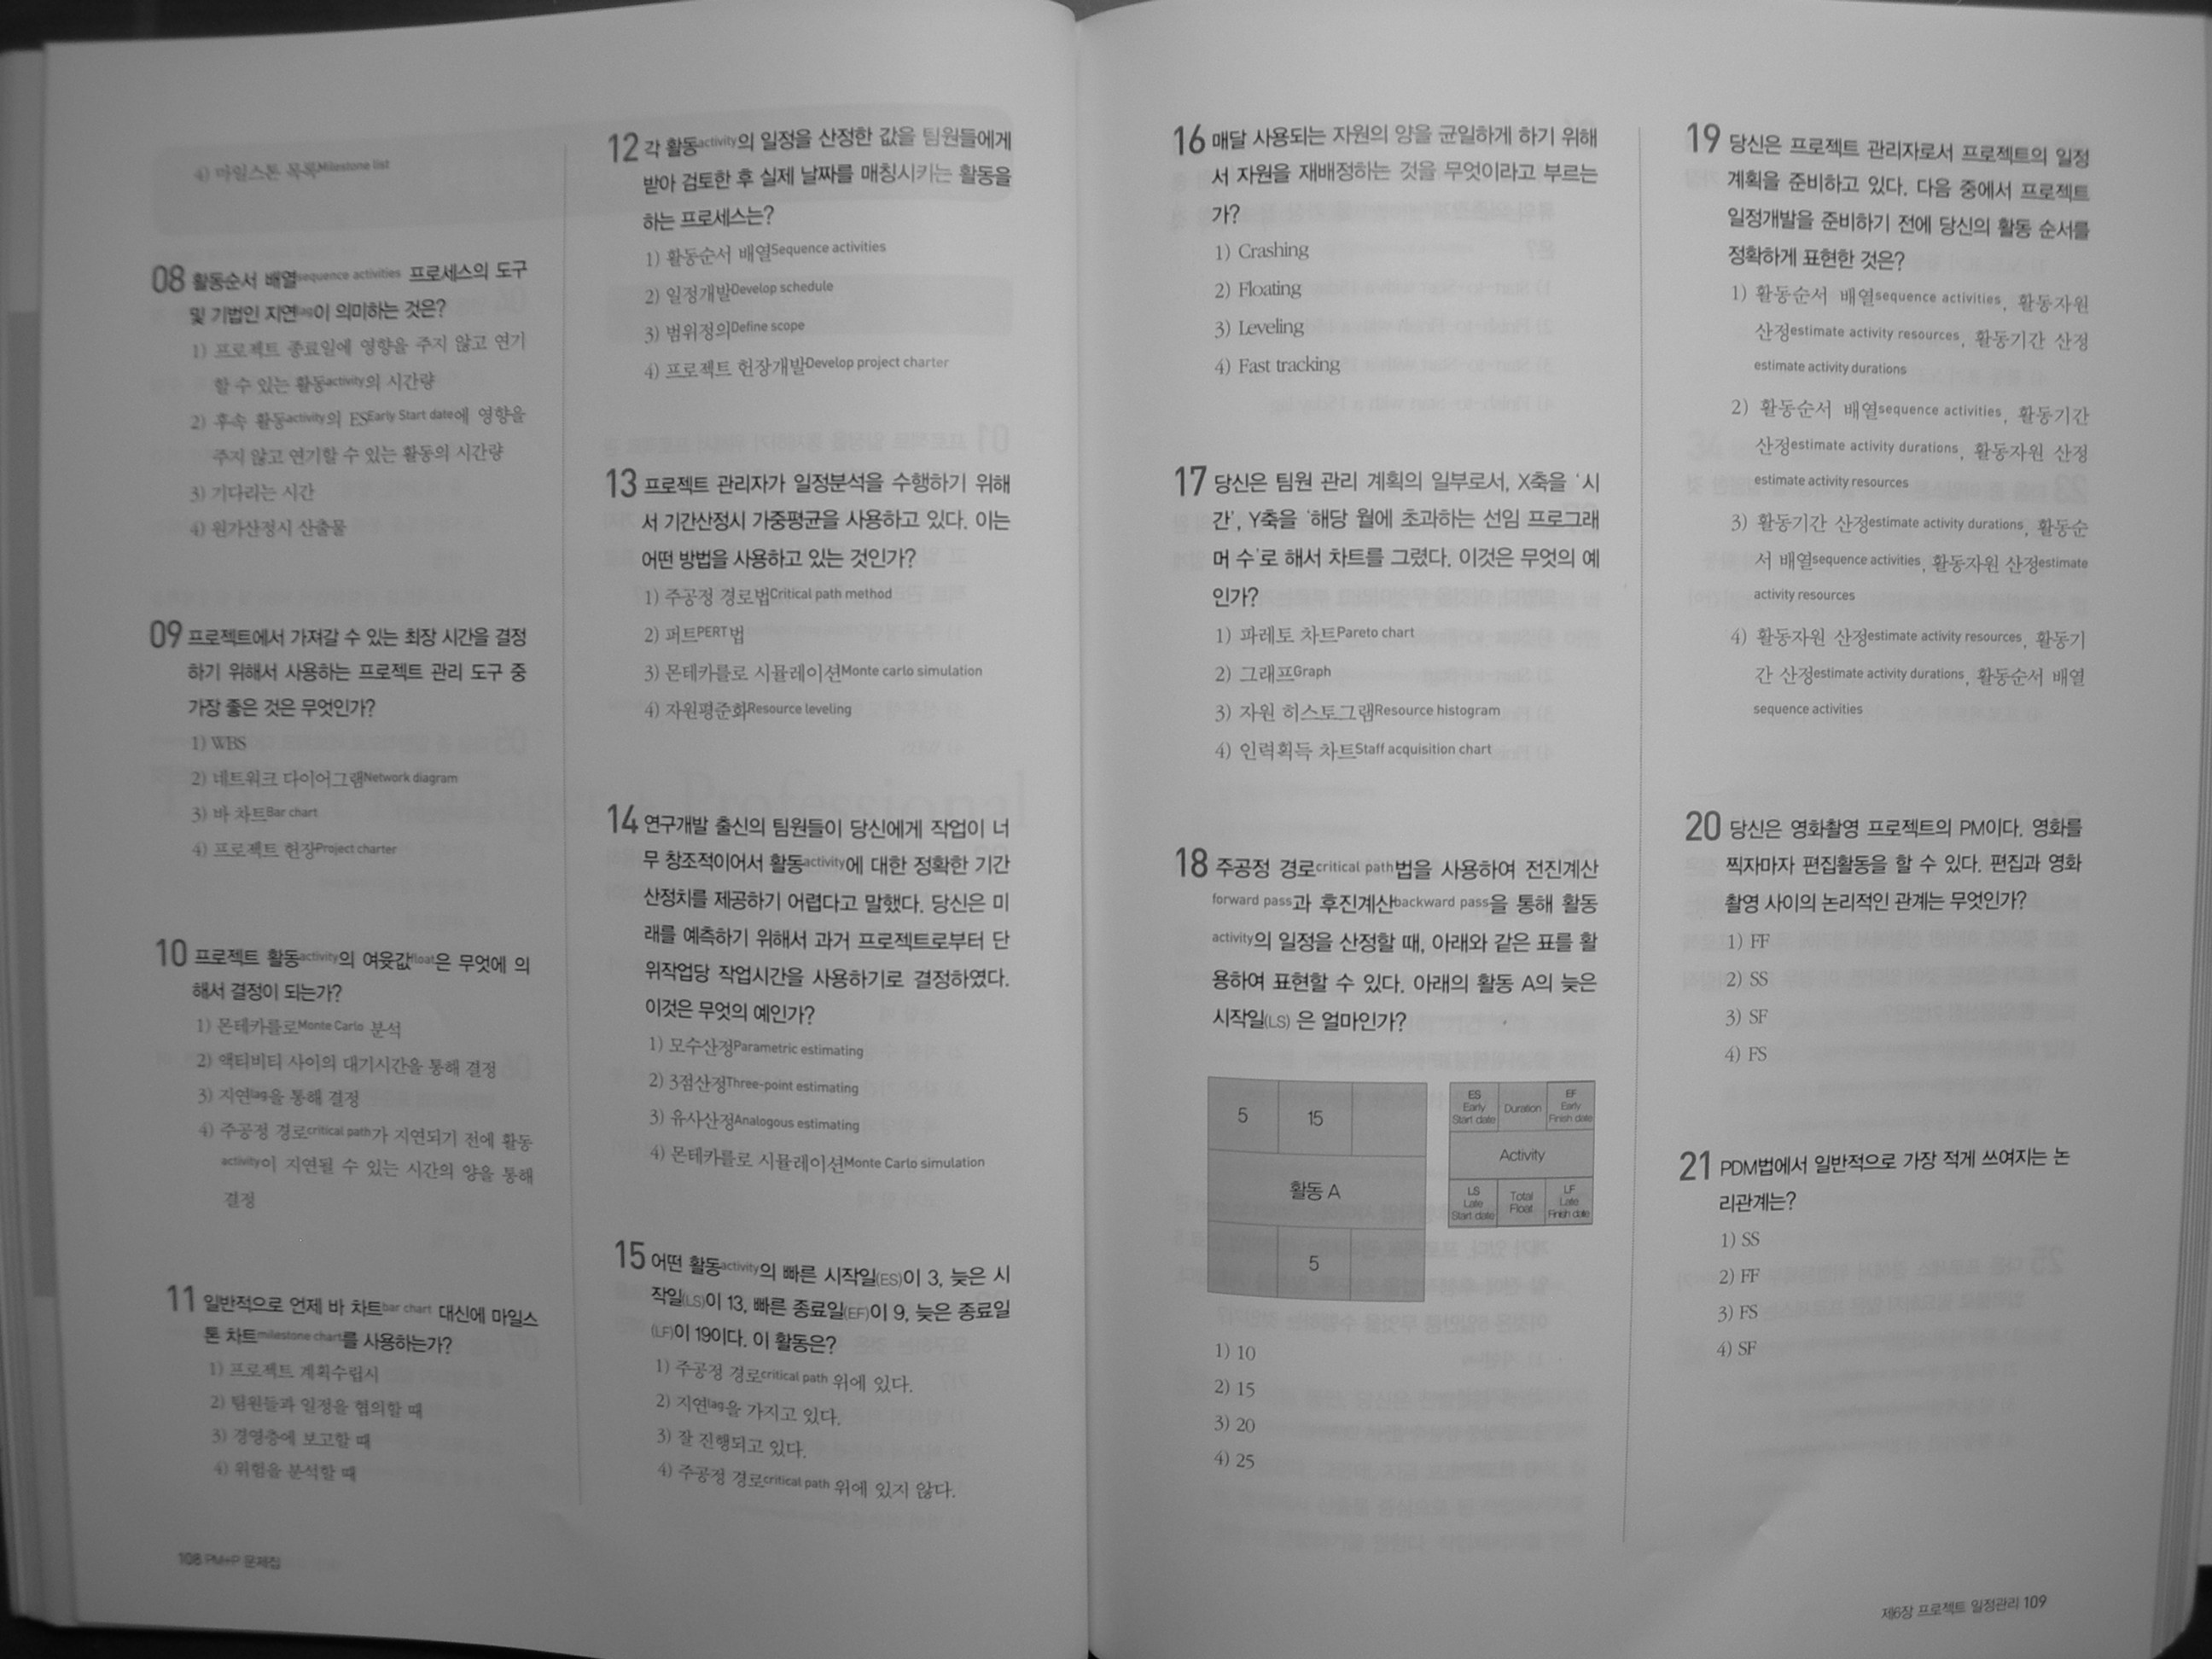 4) 마일스톤 목록Milestone list
08 활동순서 배열sequence activities 프로세스의 도구
및 기법인 지연lag이 의미하는 것은?
1) 프로젝트 종료일에 영향을 주지 않고 연기
할 수 있는 활동activity의 시간량
2) 후속 활동activity의 ESEarly Start date에 영향을
주지 않고 연기할 수 있는 활동의 시간량
3) 기다리는 시간
4) 원가산정시 산출물
09 프로젝트에서 가져갈 수 있는 최장 시간을 결정
하기 위해서 사용하는 프로젝트 관리 도구 중
가장 좋은 것은 무엇인가?
1) WBS
2) 네트워크 다이어그램Network diagram
3) 바 차트Bar chart
4) 프로젝트 헌장Project charter
10 프로젝트 활동activity의 여윳값float은 무엇에 의
해서 결정이 되는가?
1) 몬테카를로Monte Carlo 분석
2) 액티비티 사이의 대기시간을 통해 결정
3) 지연lag을 통해 결정
4) 주공정 경로critical path가 지연되기 전에 활동
activity이 지연될 수 있는 시간의 양을 통해
결정
11 일반적으로 언제 바 차트bar chart 대신에 마일스
톤 차트milestone chart를 사용하는가?
1) 프로젝트 계획수립시
2) 팀원들과 일정을 협의할 때
3) 경영층에 보고할 때
4) 위험을 분석할 때
108 PM+P 문제집
12 각 활동activity의 일정을 산정한 값을 팀원들에게
받아 검토한 후 실제 날짜를 매칭시키는 활동을
하는 프로세스는?
1) 활동순서 배열Sequence activities
2) 일정개발Develop schedule
3) 범위정의Define scope
4) 프로젝트 헌장개발Develop project charter
13 프로젝트 관리자가 일정분석을 수행하기 위해
서 기간산정시 가중평균을 사용하고 있다. 이는
어떤 방법을 사용하고 있는 것인가?
1) 주공정 경로법Critical path method
2) 퍼트PERT법
3) 몬테카를로 시뮬레이션Monte carlo simulation
4) 자원평준화Resource leveling
14 연구개발 출신의 팀원들이 당신에게 작업이 너
무 창조적이어서 활동activity에 대한 정확한 기간
산정치를 제공하기 어렵다고 말했다. 당신은 미
래를 예측하기 위해서 과거 프로젝트로부터 단
위작업당 작업시간을 사용하기로 결정하였다.
이것은 무엇의 예인가?
1) 모수산정Parametric estimating
2) 3점산정Three-point estimating
3) 유사산정Analogous estimating
4) 몬테카를로 시뮬레이션Monte Carlo simulation
15 어떤 활동activity의 빠른 시작일(ES)이 3, 늦은 시
작일(LS)이 13, 빠른 종료일(EF)이 9, 늦은 종료일
(LF)이 19이다. 이 활동은?
1) 주공정 경로critical path 위에 있다.
2) 지연lag을 가지고 있다.
3) 잘 진행되고 있다.
4) 주공정 경로critical path 위에 있지 않다.
16 매달 사용되는 자원의 양을 균일하게 하기 위해
서 자원을 재배정하는 것을 무엇이라고 부르는
가?
1) Crashing
2) Floating
3) Leveling
4) Fast tracking
17 당신은 팀원 관리 계획의 일부로서, X축을 '시
간', Y축을 '해당 월에 초과하는 선임 프로그래
머 수'로 해서 차트를 그렸다. 이것은 무엇의 예
인가?
1) 파레토 차트Pareto chart
2) 그래프Graph
3) 자원 히스토그램Resource histogram
4) 인력획득 차트Staff acquisition chart
18 주공정 경로critical path법을 사용하여 전진계산
forward pass과 후진계산backward pass을 통해 활동
activity의 일정을 산정할 때, 아래와 같은 표를 활
용하여 표현할 수 있다. 아래의 활동 A의 늦은
시작일(LS) 은 얼마인가?
5 15
활동 A
5
ES Early Start date
Duration
EF Early Finish date
Activity
LS Late Start date
Total Float
LF Late Finish date
1) 10
2) 15
3) 20
4) 25
19 당신은 프로젝트 관리자로서 프로젝트의 일정
계획을 준비하고 있다. 다음 중에서 프로젝트
일정개발을 준비하기 전에 당신의 활동 순서를
정확하게 표현한 것은?
1) 활동순서 배열sequence activities, 활동자원
산정estimate activity resources, 활동기간 산정
estimate activity durations
2) 활동순서 배열sequence activities, 활동기간
산정estimate activity durations, 활동자원 산정
estimate activity resources
3) 활동기간 산정estimate activity durations, 활동순
서 배열sequence activities, 활동자원 산정estimate
activity resources
4) 활동자원 산정estimate activity resources, 활동기
간 산정estimate activity durations, 활동순서 배열
sequence activities
20 당신은 영화촬영 프로젝트의 PM이다. 영화를
찍자마자 편집활동을 할 수 있다. 편집과 영화
촬영 사이의 논리적인 관계는 무엇인가?
1) FF
2) SS
3) SF
4) FS
21 PDM법에서 일반적으로 가장 적게 쓰여지는 논
리관계는?
1) SS
2) FF
3) FS
4) SF
제6장 프로젝트 일정관리 109